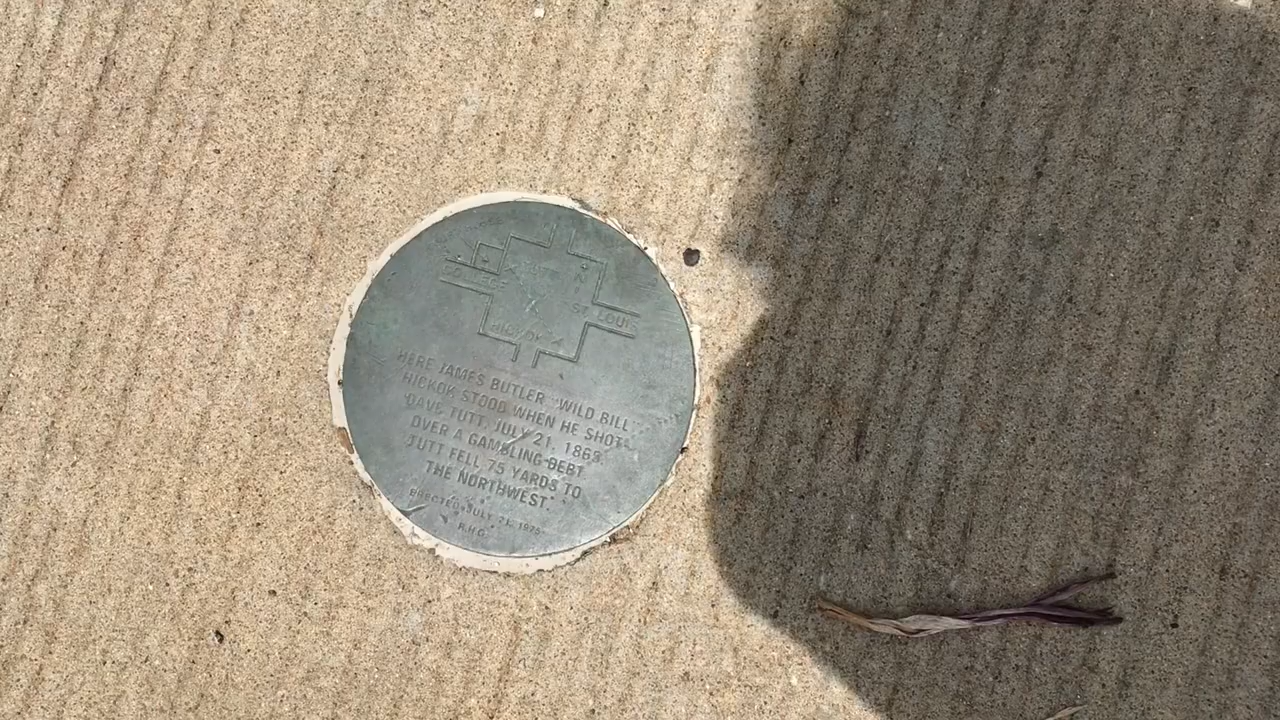 COLLEGE
ST. LOUIS
HICKOK
HERE JAMES BUTLER "WILD BILL"
HICKOK STOOD WHEN HE SHOT
DAVE TUTT, JULY 21, 1865,
OVER A GAMBLING DEBT.
TUTT FELL 75 YARDS TO
THE NORTHWEST.
ERECTED JULY 21, 1975
R.H.G.